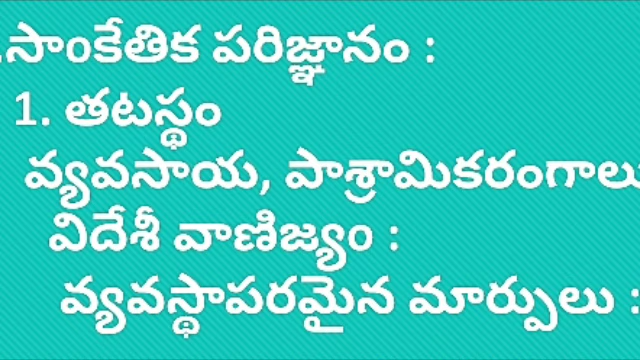 .సాంకేతిక పరిజ్ఞానం :
1. తటస్థం
వ్యవసాయ, పాశ్రామికరంగాలు
విదేశీ వాణిజ్యం :
వ్యవస్థాపరమైన మార్పులు :